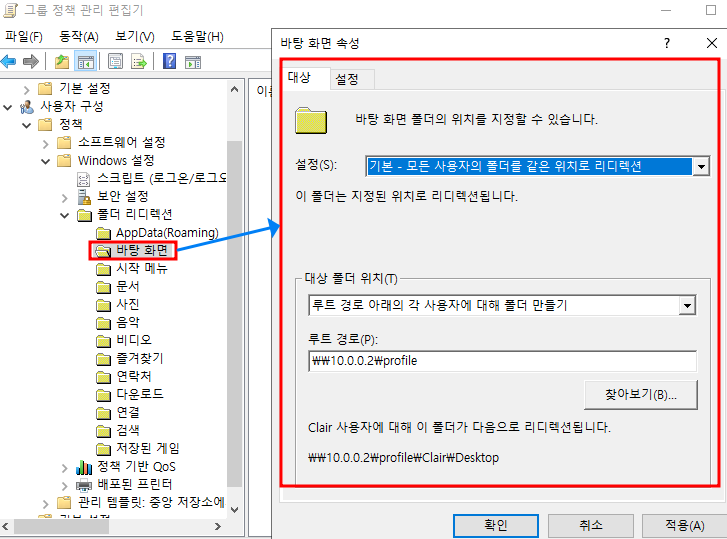 그룹 정책 관리 편집기
파일(F) 동작(A) 보기(V) 도움말(H)
기본 설정
사용자 구성
정책
소프트웨어 설정
Windows 설정
스크립트 (로그온/로그오
보안 설정
폴더 리디렉션
AppData(Roaming)
바탕 화면
시작 메뉴
문서
사진
음악
비디오
즐겨찾기
연락처
다운로드
연결
검색
저장된 게임
정책 기반 QoS
배포된 프린터
관리 템플릿: 중앙 저장소에
바탕 화면 속성
대상 설정
바탕 화면 폴더의 위치를 지정할 수 있습니다.
설정(S): 기본 - 모든 사용자의 폴더를 같은 위치로 리디렉션
이 폴더는 지정된 위치로 리디렉션됩니다.
대상 폴더 위치(T)
루트 경로 아래의 각 사용자에 대해 폴더 만들기
루트 경로(P):
₩₩10.0.0.2₩profile
찾아보기(B)...
Clair 사용자에 대해 이 폴더가 다음으로 리디렉션됩니다.
₩₩10.0.0.2₩profile₩Clair₩Desktop
확인 취소 적용(A)